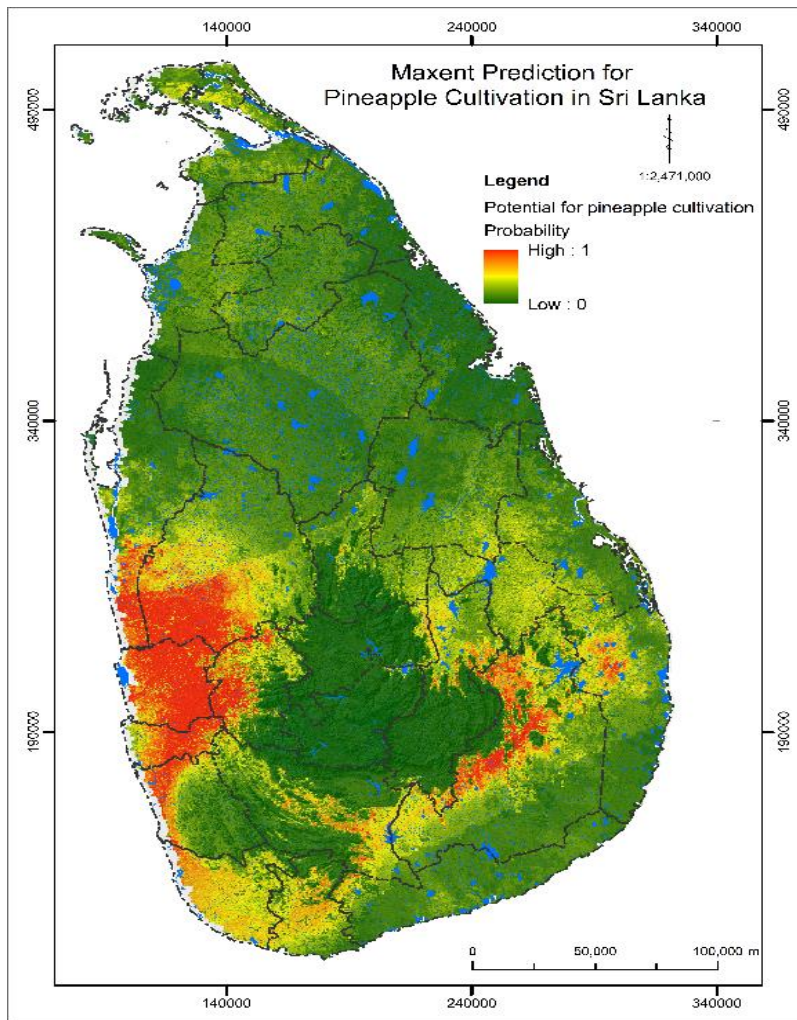 140000 240000 340000
Maxent Prediction for
Pineapple Cultivation in Sri Lanka
490000 490000
1:2,471,000
Legend
Potential for pineapple cultivation
Probability
High : 1
Low : 0
340000 340000
190000 190000
0 50,000 100,000 m
140000 240000 340000